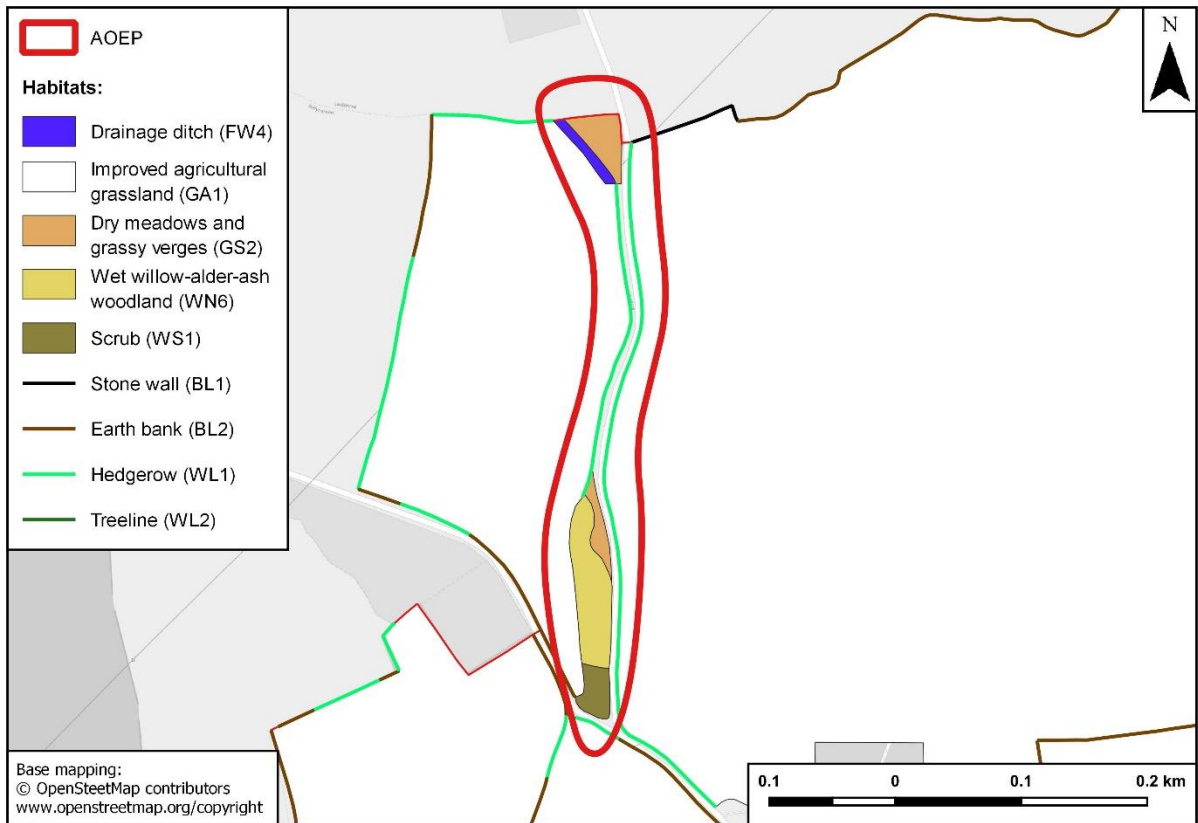 AOEP
Habitats:
Drainage ditch (FW4)
Improved agricultural
grassland (GA1)
Dry meadows and
grassy verges (GS2)
Wet willow-alder-ash
woodland (WN6)
Scrub (WS1)
Stone wall (BL1)
Earth bank (BL2)
Hedgerow (WL1)
Treeline (WL2)
N
Base mapping:
© OpenSteetMap contributors
www.openstreetmap.org/copyright
0.1 0 0.1 0.2 km